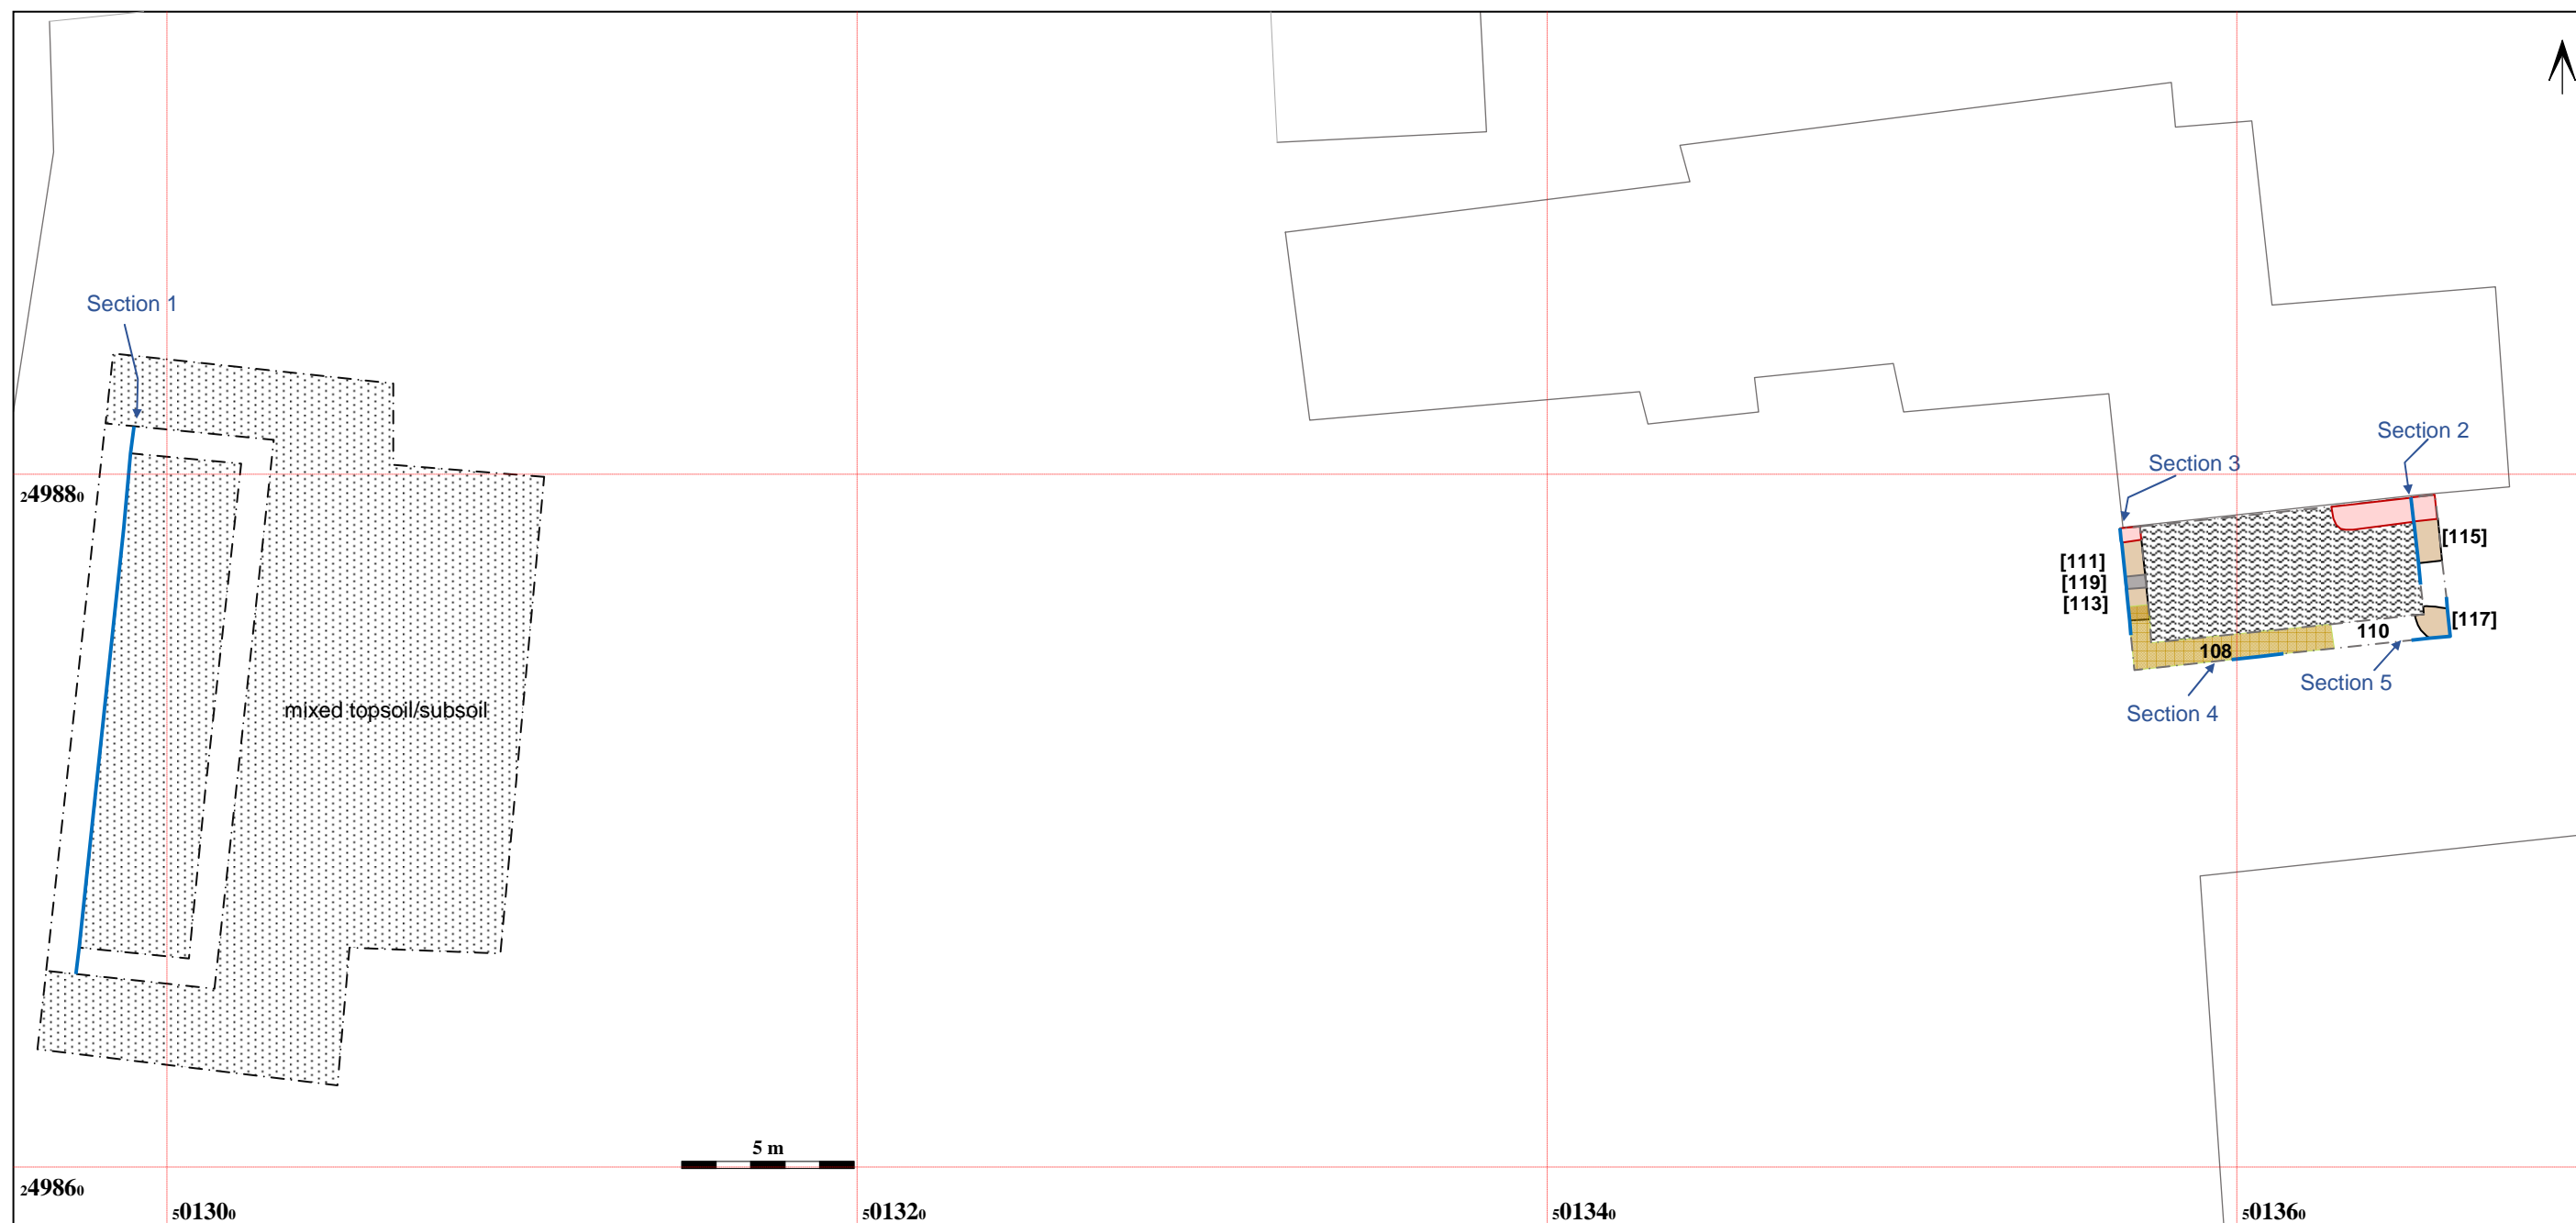 Section 1
Section 2
Section 3
249880
[115]
[111]
[119]
[113]
[117]
110
108
Section 5
Section 4
mixed topsoil/subsoil
5 m
249860
501300
501320
501340
501360